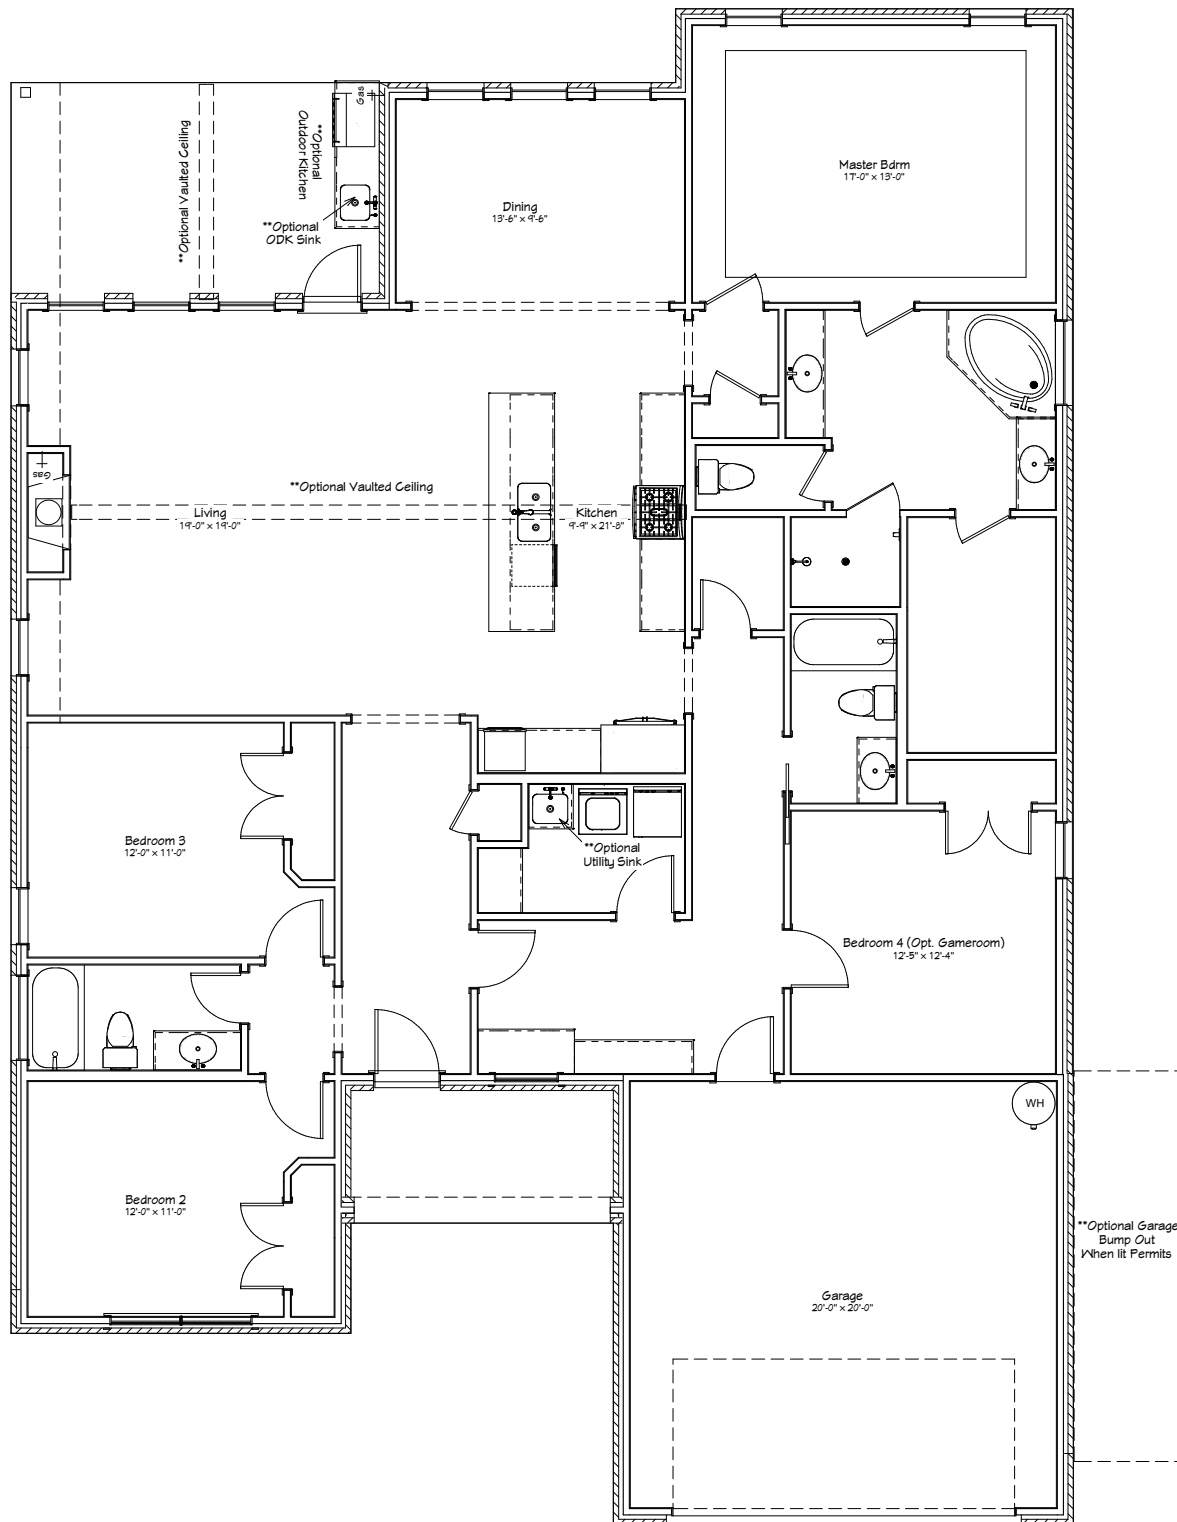 Gas
**Optional Vaulted Ceiling
**Optional
Outdoor Kitchen
**Optional
ODK Sink
Dining
13'-6" x 9'-6"
Master Bdrm
17'-0" x 13'-0"
Gas
**Optional Vaulted Ceiling
Living
19'-0" x 19'-0"
Kitchen
9'-9" x 21'-8"
Bedroom 3
12'-0" x 11'-0"
**Optional
Utility Sink
Bedroom 4 (Opt. Gameroom)
12'-5" x 12'-4"
WH
Bedroom 2
12'-0" x 11'-0"
**Optional Garage
Bump Out
When lit Permits
Garage
20'-0" x 20'-0"